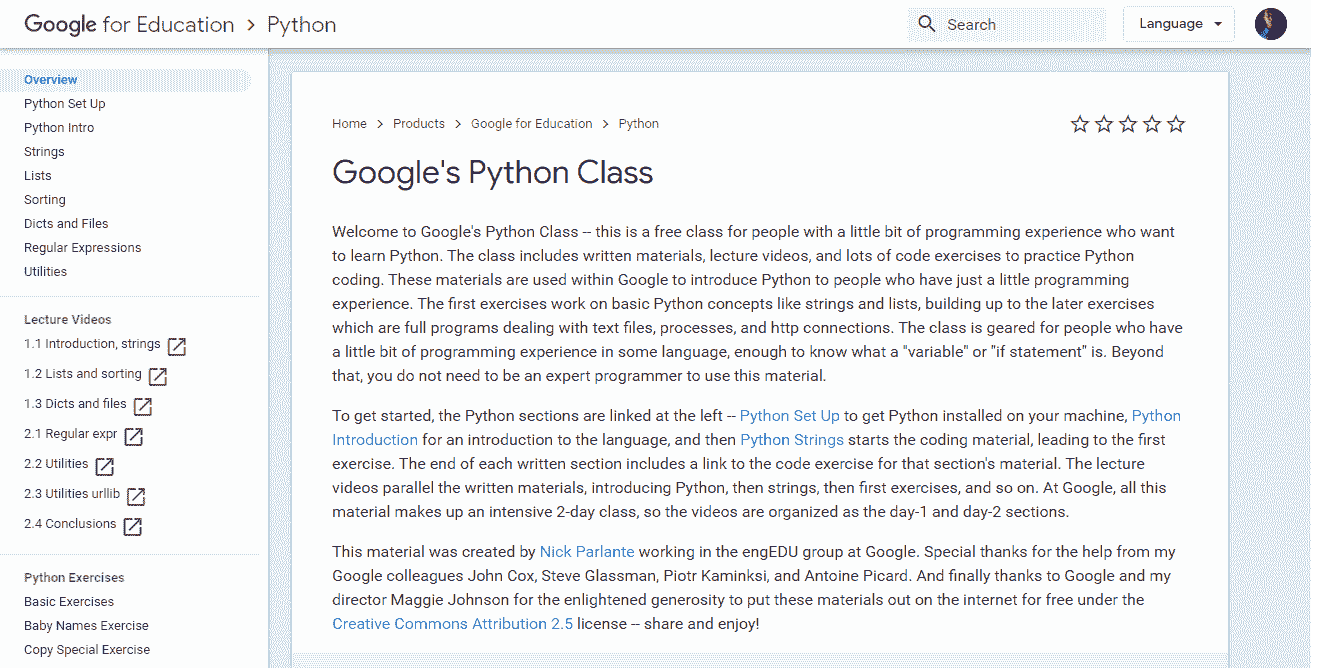 Google for Education > Python
Search
Language
Overview
Python Set Up
Python Intro
Strings
Lists
Sorting
Dicts and Files
Regular Expressions
Utilities
Lecture Videos
1.1 Introduction, strings
1.2 Lists and sorting
1.3 Dicts and files
2.1 Regular expr
2.2 Utilities
2.3 Utilities urllib
2.4 Conclusions
Python Exercises
Basic Exercises
Baby Names Exercise
Copy Special Exercise
Home > Products > Google for Education > Python
Google's Python Class
Welcome to Google's Python Class -- this is a free class for people with a little bit of programming experience who want
to learn Python. The class includes written materials, lecture videos, and lots of code exercises to practice Python
coding. These materials are used within Google to introduce Python to people who have just a little programming
experience. The first exercises work on basic Python concepts like strings and lists, building up to the later exercises
which are full programs dealing with text files, processes, and http connections. The class is geared for people who have
a little bit of programming experience in some language, enough to know what a "variable" or "if statement" is. Beyond
that, you do not need to be an expert programmer to use this material.
To get started, the Python sections are linked at the left -- Python Set Up to get Python installed on your machine, Python
Introduction for an introduction to the language, and then Python Strings starts the coding material, leading to the first
exercise. The end of each written section includes a link to the code exercise for that section's material. The lecture
videos parallel the written materials, introducing Python, then strings, then first exercises, and so on. At Google, all this
material makes up an intensive 2-day class, so the videos are organized as the day-1 and day-2 sections.
This material was created by Nick Parlante working in the engEDU group at Google. Special thanks for the help from my
Google colleagues John Cox, Steve Glassman, Piotr Kaminksi, and Antoine Picard. And finally thanks to Google and my
director Maggie Johnson for the enlightened generosity to put these materials out on the internet for free under the
Creative Commons Attribution 2.5 license -- share and enjoy!